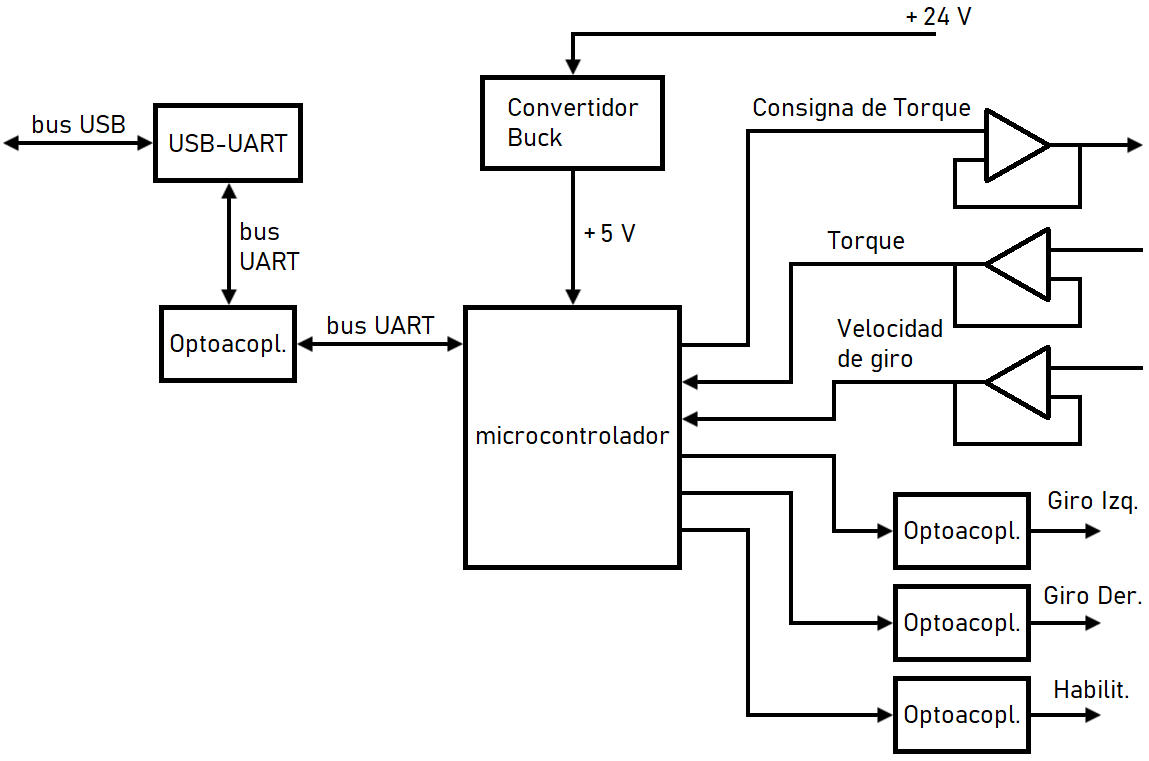 + 24 V
Convertidor
Buck
Consigna de Torque
bus USB
USB-UART
bus
UART
+ 5 V
Torque
Optoacopl.
bus UART
Velocidad
de giro
microcontrolador
Giro Izq.
Optoacopl.
Giro Der.
Optoacopl.
Habilit.
Optoacopl.